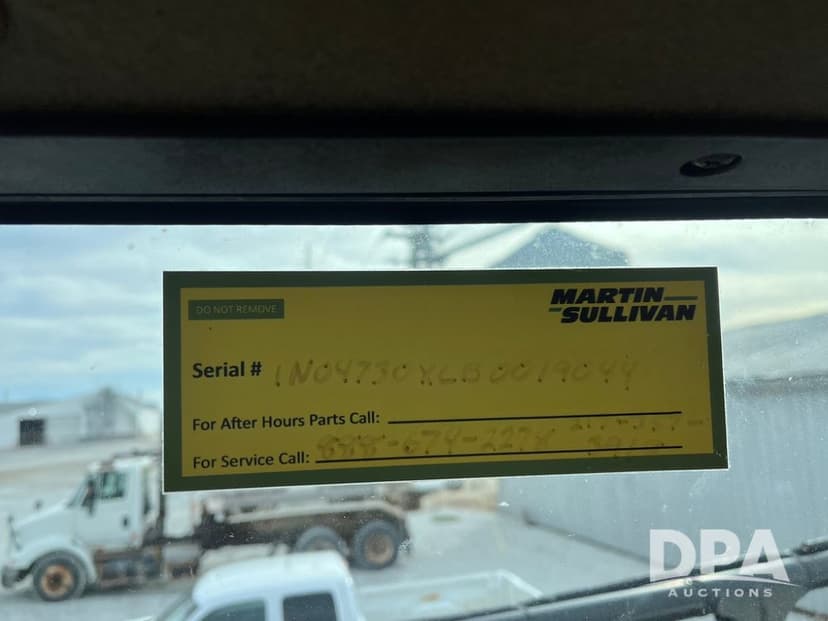 DO NOT REMOVE
MARTIN
SULLIVAN
Serial # 1N04730XCB0019044
For After Hours Parts Call:
For Service Call: 888-674-2278
DPA
AUCTIONS